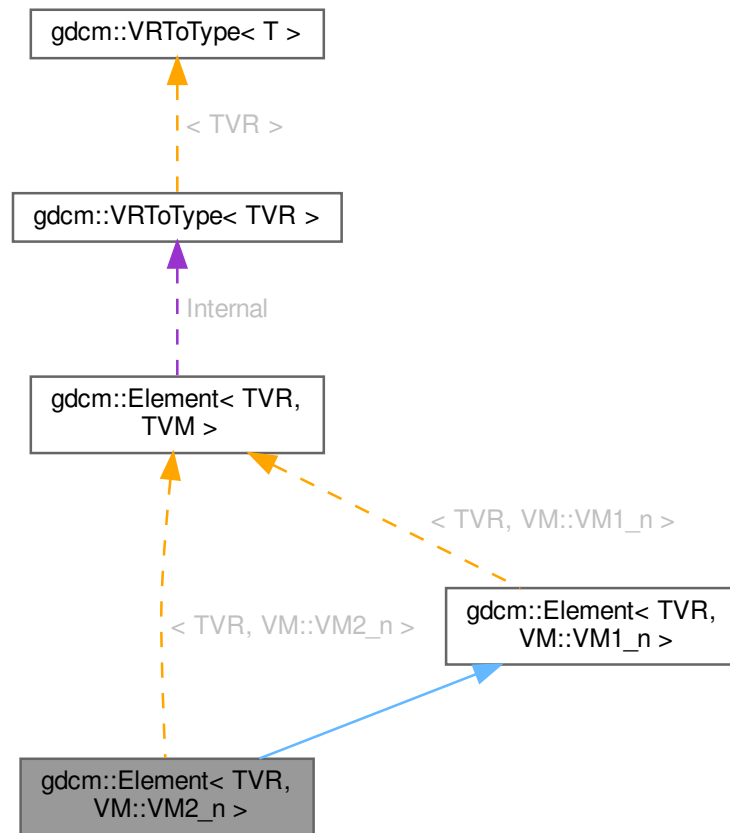 gdcm::VRToType< T >
< TVR >
gdcm::VRToType< TVR >
Internal
gdcm::Element< TVR,
TVM >
< TVR, VM::VM1_n >
< TVR, VM::VM2_n >
gdcm::Element< TVR,
VM::VM1_n >
gdcm::Element< TVR,
VM::VM2_n >